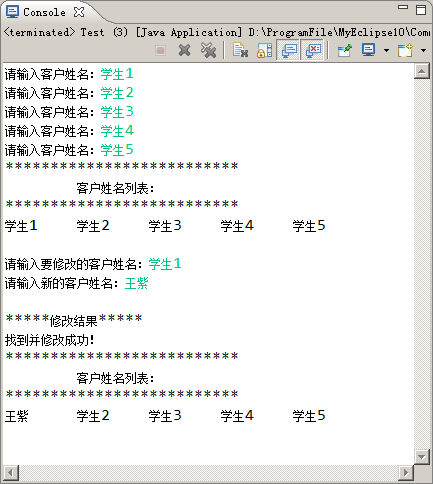 Console
<terminated> Test (3) [Java Application] D:\ProgramFile\MyEclipse10\Com
请输入客户姓名：学生1
请输入客户姓名：学生2
请输入客户姓名：学生3
请输入客户姓名：学生4
请输入客户姓名：学生5
**************************
客户姓名列表：
**************************
学生1 学生2 学生3 学生4 学生5
请输入要修改的客户姓名：学生1
请输入新的客户姓名：王紫
*****修改结果*****
找到并修改成功！
**************************
客户姓名列表：
**************************
王紫 学生2 学生3 学生4 学生5